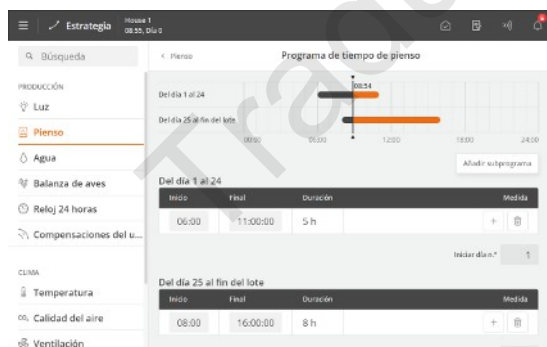 Estrategia
House 1
08:55, Día 0
Búsqueda
Pienso
Programa de tiempo de pienso
PRODUCCIÓN
Luz
Pienso
Agua
Balanza de aves
Reloj 24 horas
Compensaciones del u...
CLIMA
Temperatura
Calidad del aire
Ventilación
08:54
Del día 1 al 24
Del día 25 al fin del lote
00:00 06:00 12:00 18:00 24:00
Añadir subprograma
Del día 1 al 24
Inicio Final Duración Medida
06:00 11:00:00 5 h +
Iniciar día n.° 1
Del día 25 al fin del lote
Inicio Final Duración Medida
08:00 16:00:00 8 h +